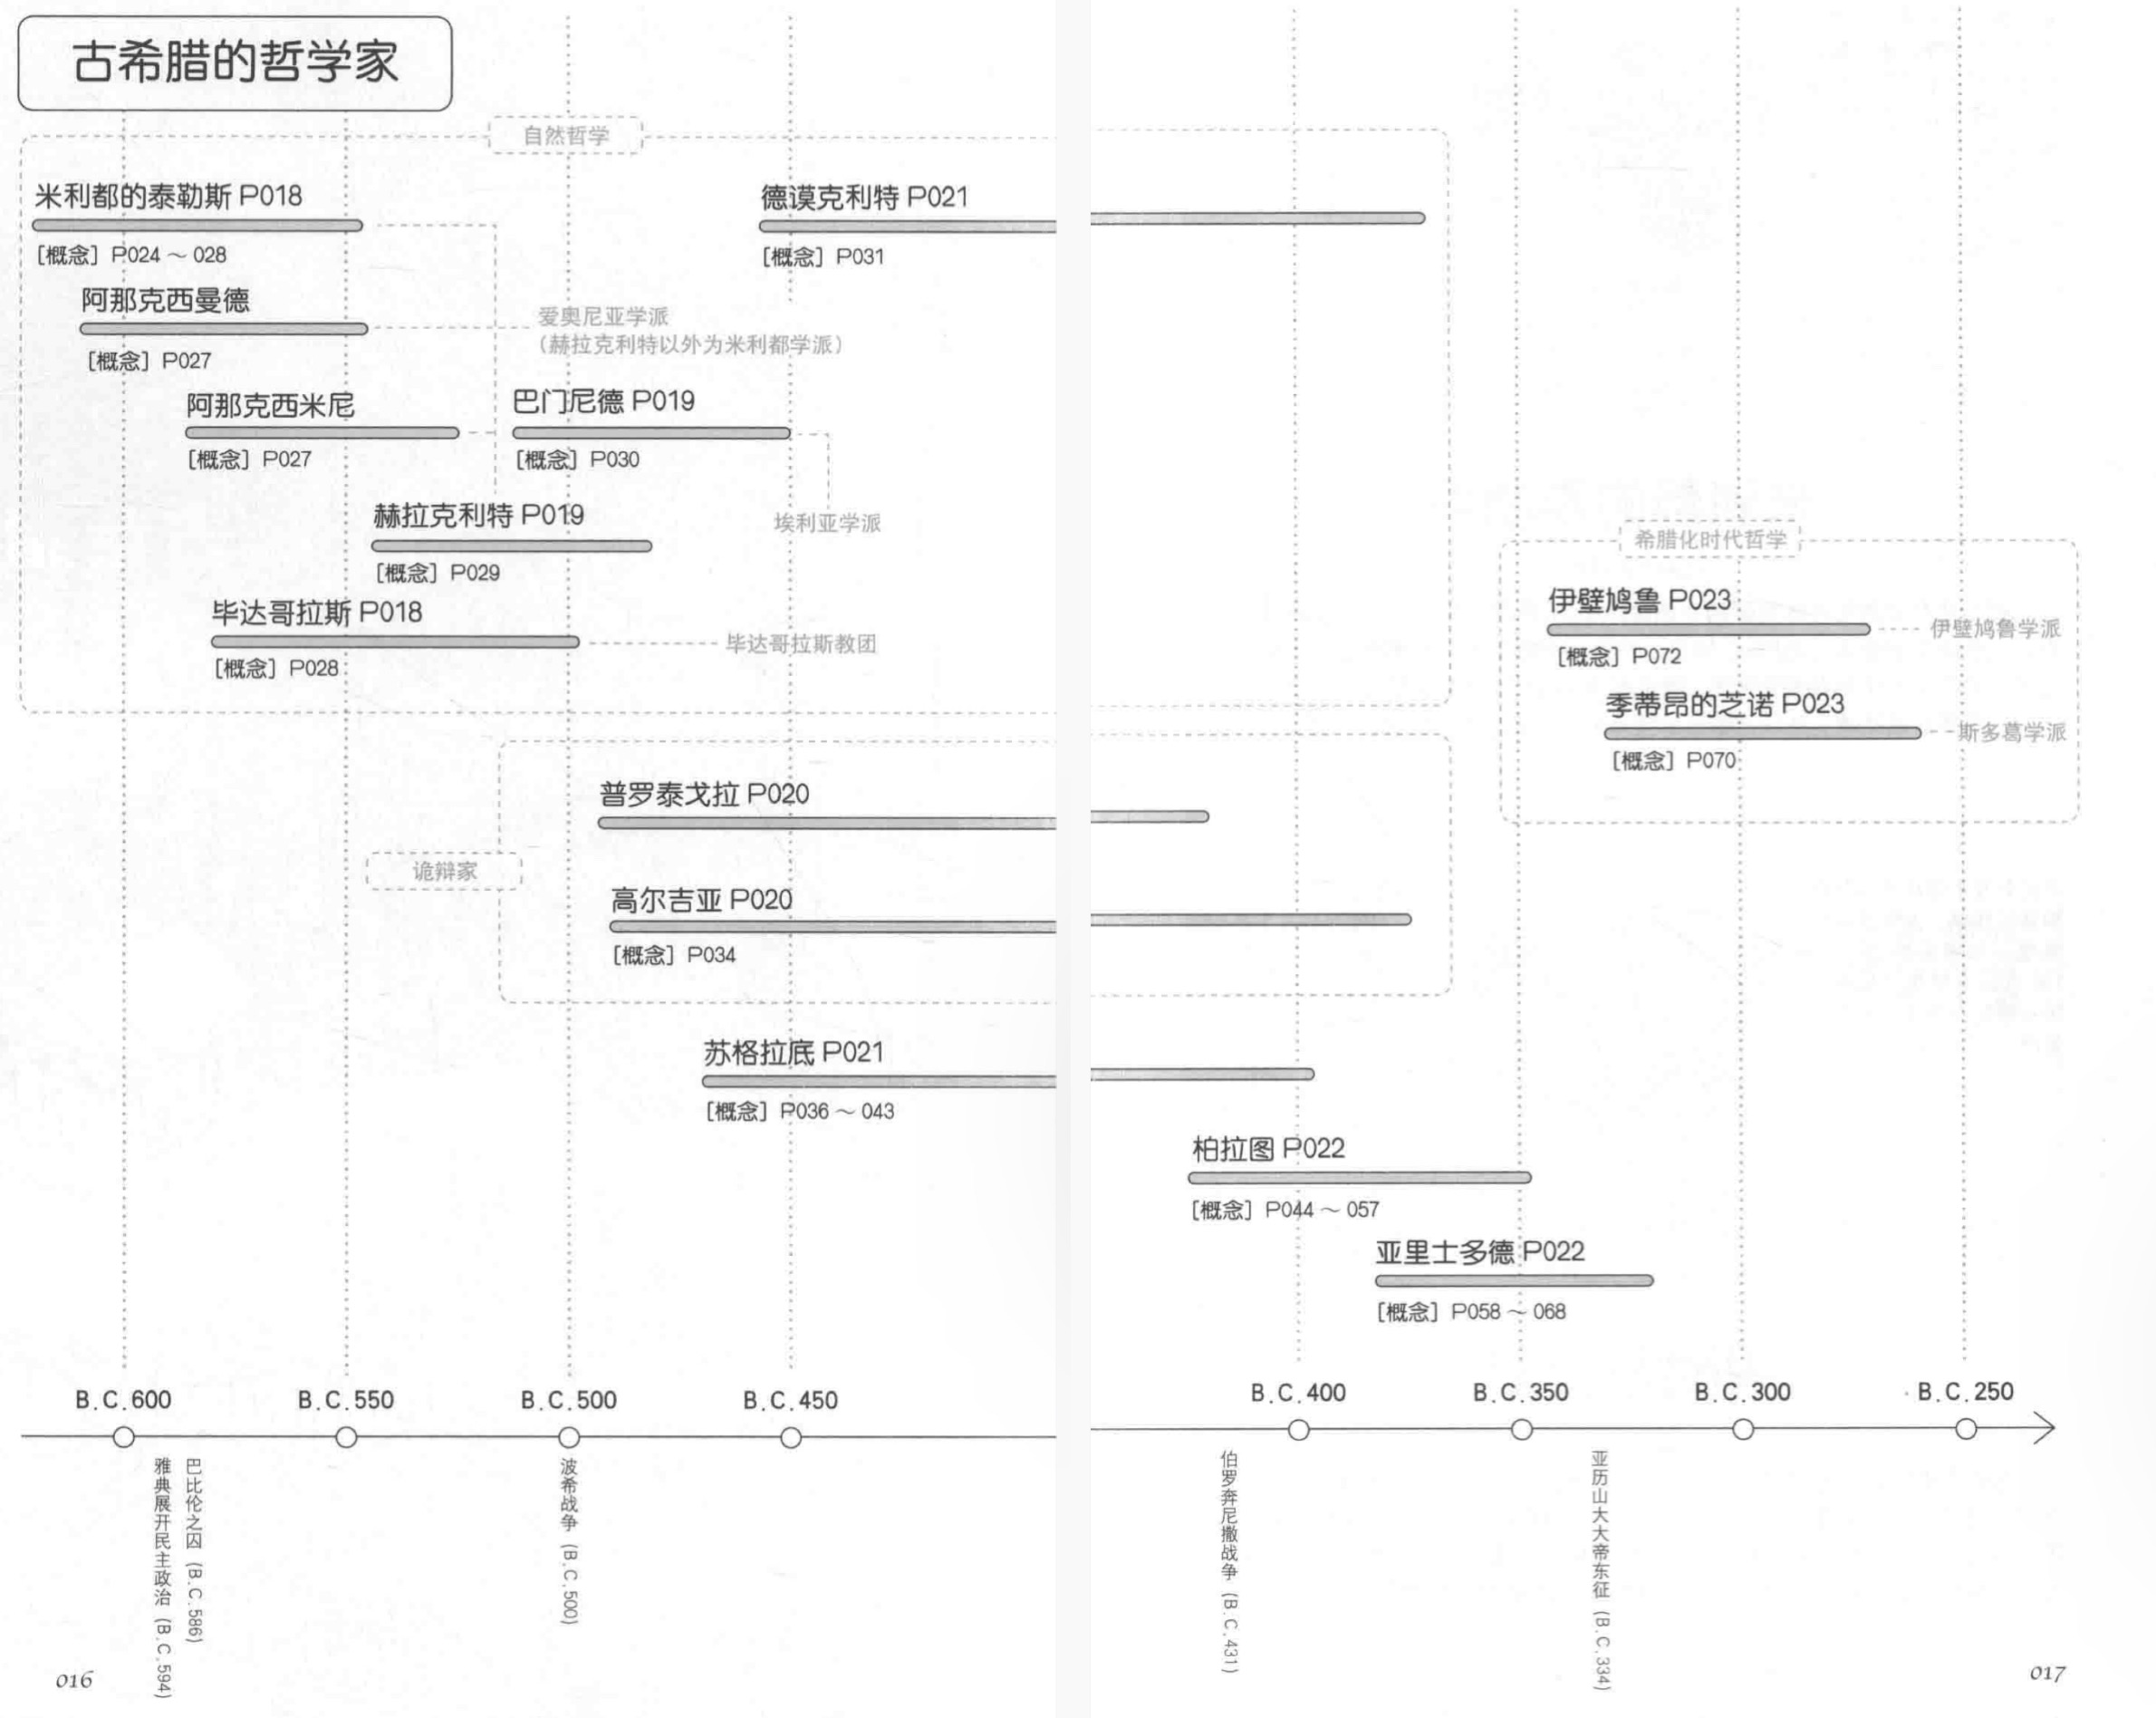 古希腊的哲学家
自然哲学
米利都的泰勒斯 P018
[概念] P024～028
德谟克利特 P021
[概念] P031
阿那克西曼德
[概念] P027
爱奥尼亚学派
(赫拉克利特以外为米利都学派)
阿那克西米尼
[概念] P027
巴门尼德 P019
[概念] P030
赫拉克利特 P019
[概念] P029
埃利亚学派
毕达哥拉斯 P018
[概念] P028
毕达哥拉斯教团
希腊化时代哲学
伊壁鸠鲁 P023
[概念] P072
伊壁鸠鲁学派
季蒂昂的芝诺 P023
[概念] P070
斯多葛学派
诡辩家
普罗泰戈拉 P020
高尔吉亚 P020
[概念] P034
苏格拉底 P021
[概念] P036～043
柏拉图 P022
[概念] P044～057
亚里士多德 P022
[概念] P058～068
B.C.600
B.C.550
B.C.500
B.C.450
B.C.400
B.C.350
B.C.300
B.C.250
雅典展开民主政治 (B.C.594)
巴比伦之囚 (B.C.586)
波希战争 (B.C.500)
伯罗奔尼撒战争 (B.C.431)
亚历山大大帝东征 (B.C.334)
016
017